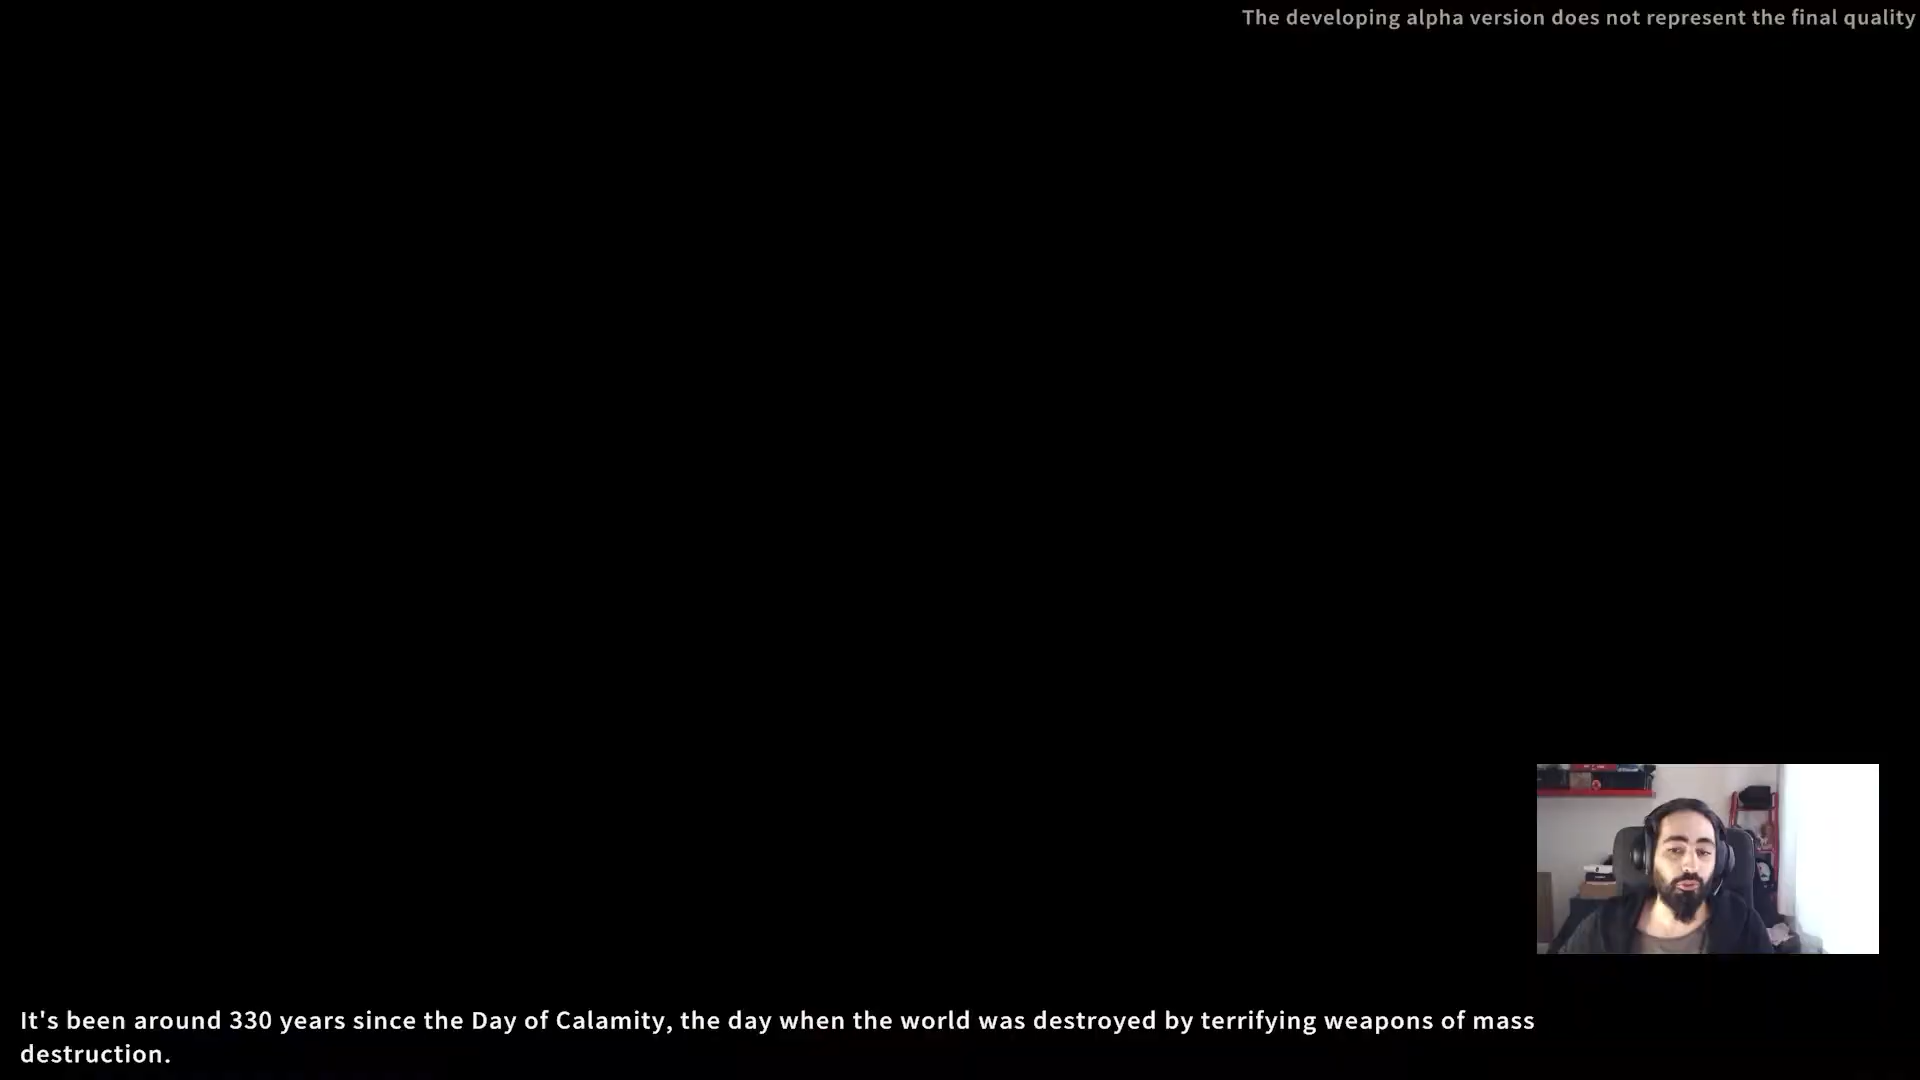 The developing alpha version does not represent the final quality
It's been around 330 years since the Day of Calamity, the day when the world was destroyed by terrifying weapons of mass
destruction.